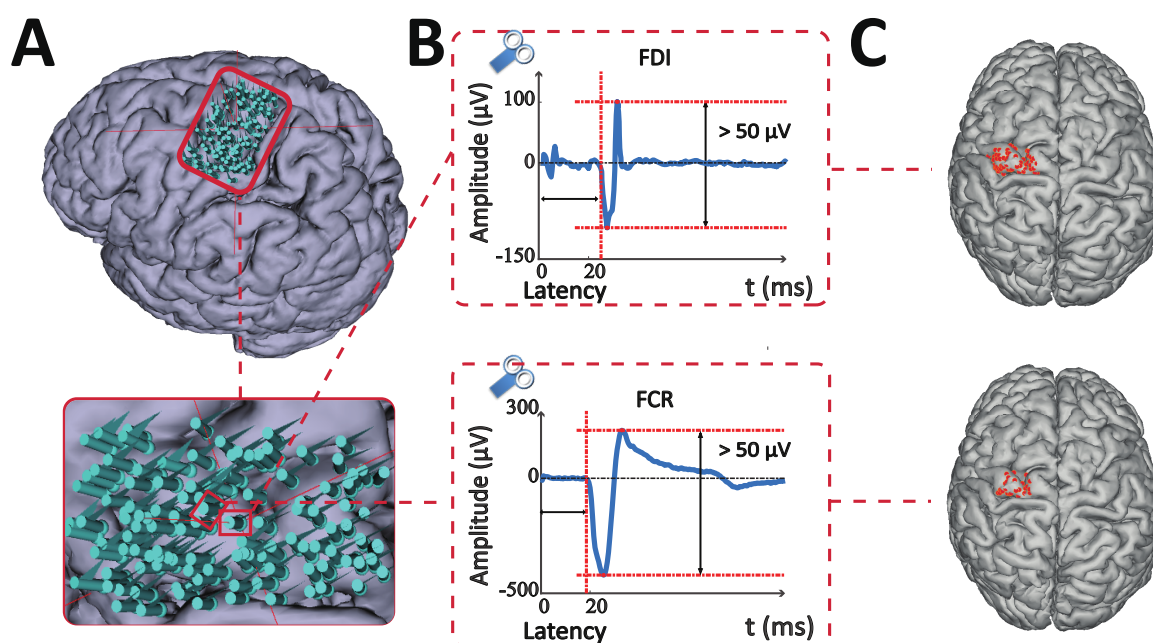 A
B
C
FDI
Amplitude (µV)
100
0
-150
> 50 µV
0
20
Latency
t (ms)
FCR
Amplitude (µV)
300
0
-500
> 50 µV
0
20
Latency
t (ms)